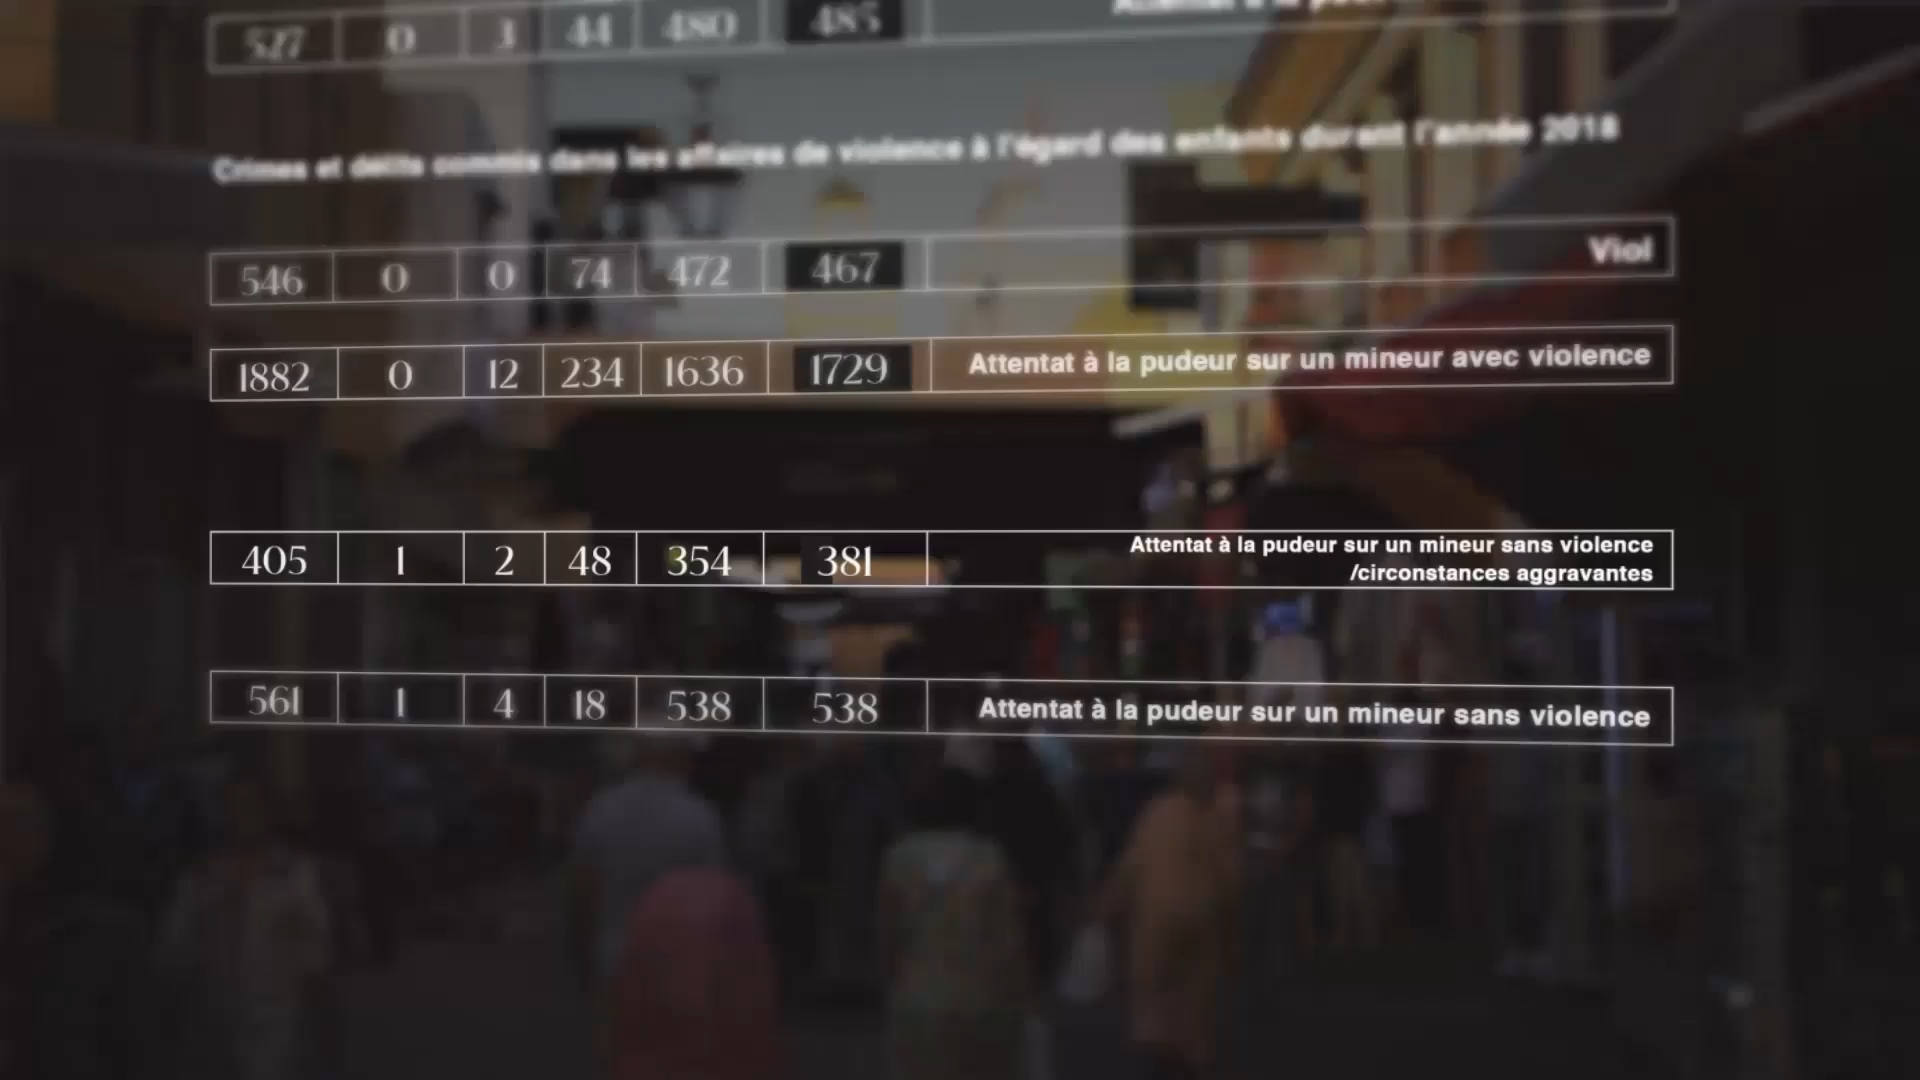 527 0 3 44 480 485 Attentat à la
Crimes et délits commis dans les affaires de violence à l'égard des enfants durant l'année 2018
546 0 0 74 472 467 Viol
1882 0 12 234 1636 1729 Attentat à la pudeur sur un mineur avec violence
405 1 2 48 354 381 Attentat à la pudeur sur un mineur sans violence
/circonstances aggravantes
561 1 4 18 538 538 Attentat à la pudeur sur un mineur sans violence